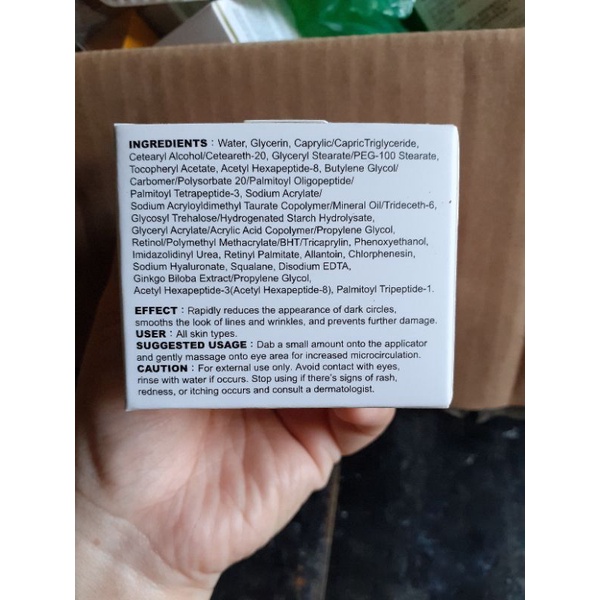 INGREDIENTS : Water, Glycerin, Caprylic/CapricTriglyceride,
Cetearyl Alcohol/Ceteareth-20, Glyceryl Stearate/PEG-100 Stearate,
Tocopheryl Acetate, Acetyl Hexapeptide-8, Butylene Glycol/
Carbomer/Polysorbate 20/Palmitoyl Oligopeptide/
Palmitoyl Tetrapeptide-3, Sodium Acrylate/
Sodium Acryloyldimethyl Taurate Copolymer/Mineral Oil/Trideceth-6,
Glycosyl Trehalose/Hydrogenated Starch Hydrolysate,
Glyceryl Acrylate/Acrylic Acid Copolymer/Propylene Glycol,
Retinol/Polymethyl Methacrylate/BHT/Tricaprylin, Phenoxyethanol,
Imidazolidinyl Urea, Retinyl Palmitate, Allantoin, Chlorphenesin,
Sodium Hyaluronate, Squalane, Disodium EDTA,
Ginkgo Biloba Extract/Propylene Glycol,
Acetyl Hexapeptide-3(Acetyl Hexapeptide-8), Palmitoyl Tripeptide-1.
EFFECT : Rapidly reduces the appearance of dark circles,
smooths the look of lines and wrinkles, and prevents further damage.
USER : All skin types.
SUGGESTED USAGE : Dab a small amount onto the applicator
and gently massage onto eye area for increased microcirculation.
CAUTION : For external use only. Avoid contact with eyes,
rinse with water if occurs. Stop using if there's signs of rash,
redness, or itching occurs and consult a dermatologist.